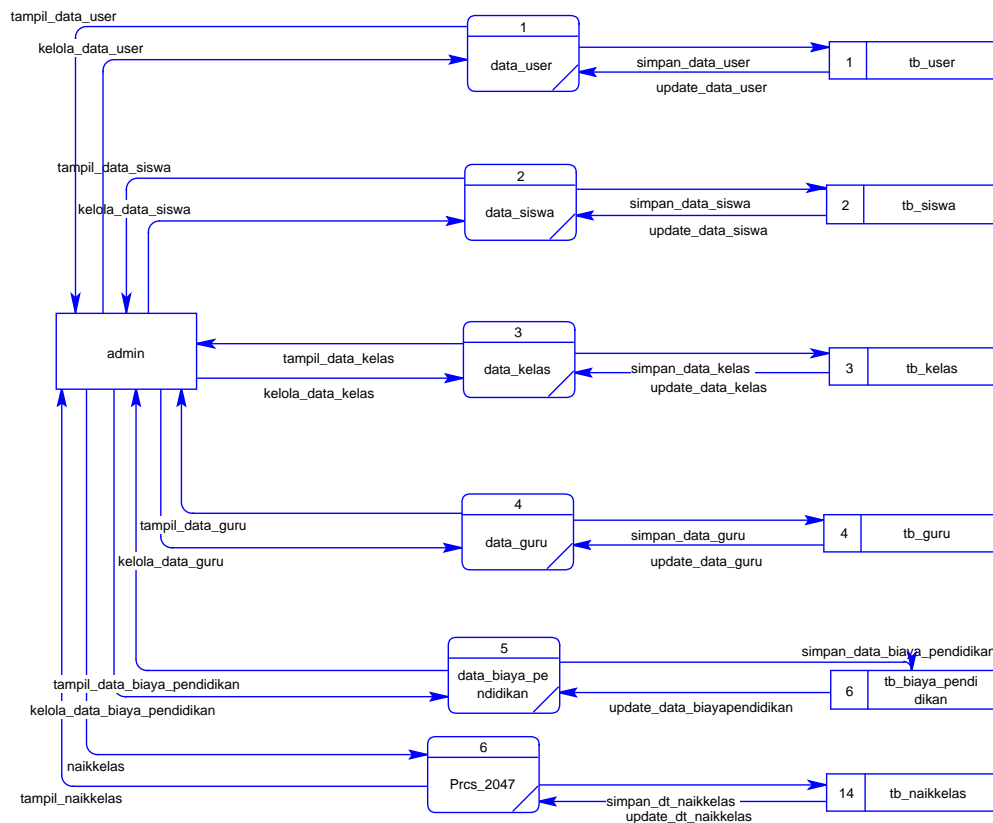 tampil_data_user
kelola_data_user
1
data_user
simpan_data_user
update_data_user
1
tb_user
tampil_data_siswa
kelola_data_siswa
2
data_siswa
simpan_data_siswa
update_data_siswa
2
tb_siswa
admin
tampil_data_kelas
kelola_data_kelas
3
data_kelas
simpan_data_kelas
update_data_kelas
3
tb_kelas
tampil_data_guru
kelola_data_guru
4
data_guru
simpan_data_guru
update_data_guru
4
tb_guru
tampil_data_biaya_pendidikan
kelola_data_biaya_pendidikan
5
data_biaya_pe
ndidikan
simpan_data_biaya_pendidikan
update_data_biayapendidikan
6
tb_biaya_pendi
dikan
naikkelas
tampil_naikkelas
6
Prcs_2047
simpan_dt_naikkelas
update_dt_naikkelas
14
tb_naikkelas